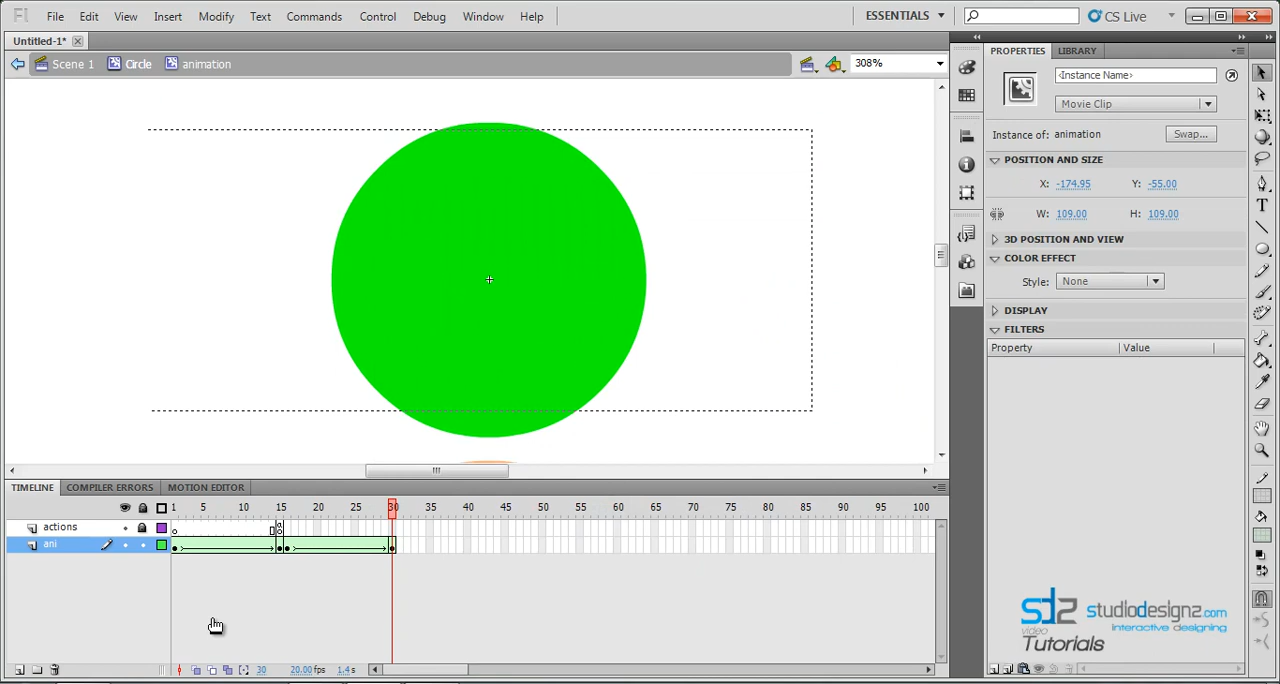 Fl File Edit View Insert Modify Text Commands Control Debug Window Help ESSENTIALS CS Live
Untitled-1*
Scene 1 Circle animation 308%
PROPERTIES LIBRARY
<Instance Name>
Movie Clip
Instance of: animation Swap...
POSITION AND SIZE
X: -174.95 Y: -55.00
W: 109.00 H: 109.00
3D POSITION AND VIEW
COLOR EFFECT
Style: None
DISPLAY
FILTERS
Property Value
TIMELINE COMPILER ERRORS MOTION EDITOR
1 5 10 15 20 25 30 35 40 45 50 55 60 65 70 75 80 85 90 95 100
actions a
ani
30 20.00 fps 1.4 s
sd2 studiodesign2.com
interactive designing
video
Tutorials